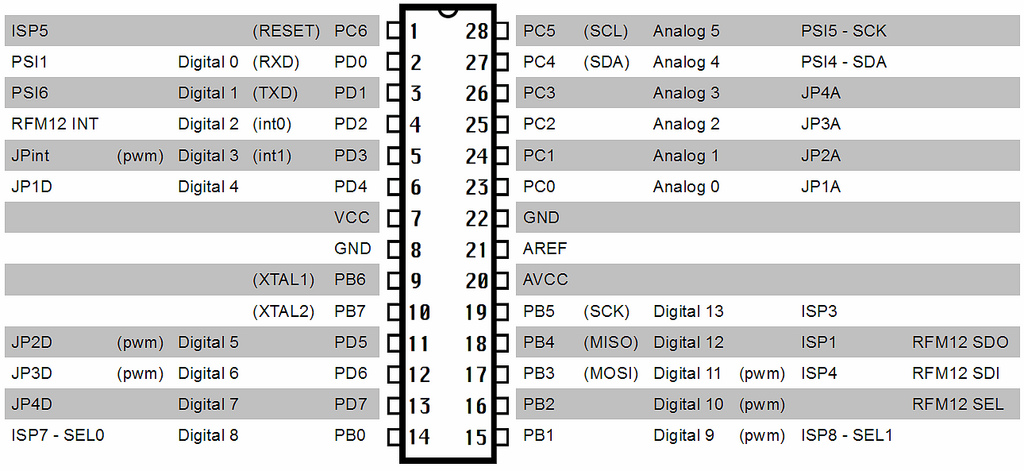 ISP5 (RESET) PC6 1 28 PC5 (SCL) Analog 5 PSI5 - SCK
PSI1 Digital 0 (RXD) PD0 2 27 PC4 (SDA) Analog 4 PSI4 - SDA
PSI6 Digital 1 (TXD) PD1 3 26 PC3 Analog 3 JP4A
RFM12 INT Digital 2 (int0) PD2 4 25 PC2 Analog 2 JP3A
JPint (pwm) Digital 3 (int1) PD3 5 24 PC1 Analog 1 JP2A
JP1D Digital 4 PD4 6 23 PC0 Analog 0 JP1A
VCC 7 22 GND
GND 8 21 AREF
(XTAL1) PB6 9 20 AVCC
(XTAL2) PB7 10 19 PB5 (SCK) Digital 13 ISP3
JP2D (pwm) Digital 5 PD5 11 18 PB4 (MISO) Digital 12 ISP1 RFM12 SDO
JP3D (pwm) Digital 6 PD6 12 17 PB3 (MOSI) Digital 11 (pwm) ISP4 RFM12 SDI
JP4D Digital 7 PD7 13 16 PB2 Digital 10 (pwm) RFM12 SEL
ISP7 - SEL0 Digital 8 PB0 14 15 PB1 Digital 9 (pwm) ISP8 - SEL1